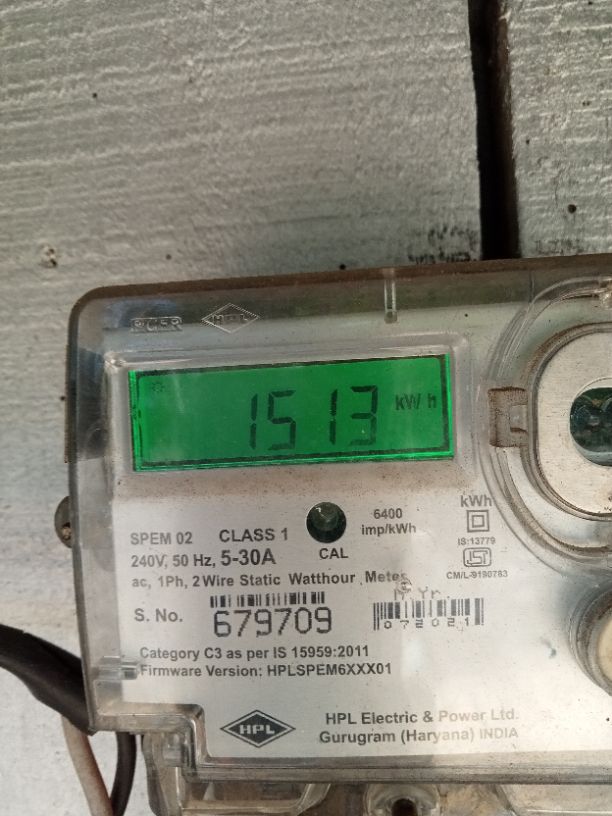 HPL
1513 kWh
6400
imp/kWh
CAL
kWh
IS:13779
CM/L-9190783
SPEM 02 CLASS 1
240V, 50 Hz, 5-30A
ac, 1Ph, 2 Wire Static Watthour Meter
S. No. 679709
M Yr.
072021
Category C3 as per IS 15959:2011
Firmware Version: HPLSPEM6XXX01
HPL
HPL Electric & Power Ltd.
Gurugram (Haryana) INDIA